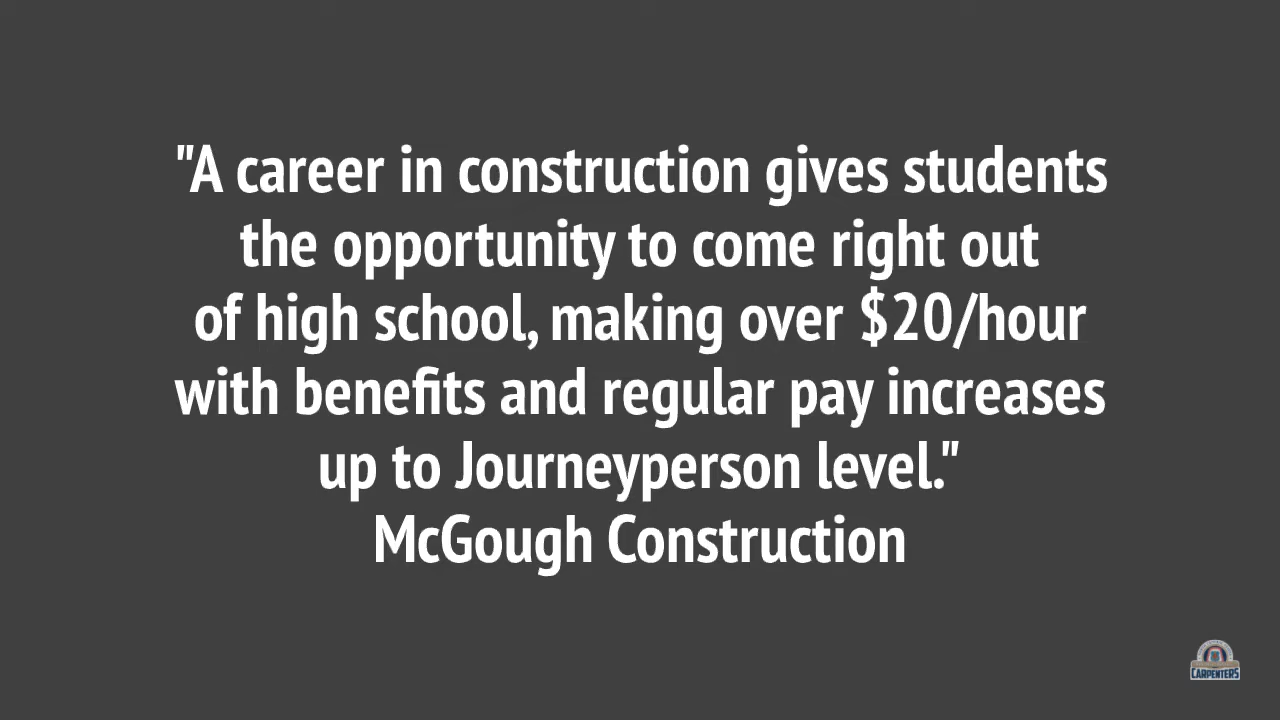 "A career in construction gives students
the opportunity to come right out
of high school, making over $20/hour
with benefits and regular pay increases
up to Journeyperson level."
McGough Construction
CARPENTERS